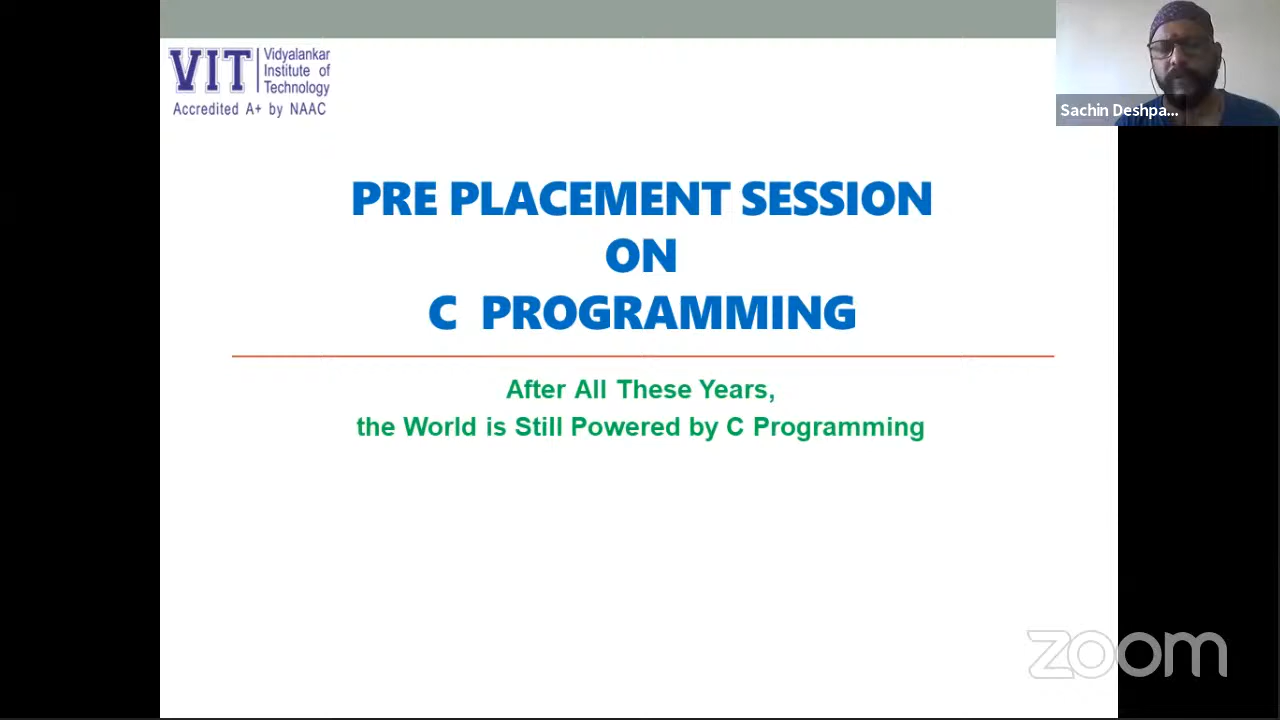 VIT
Vidyalankar
Institute of
Technology
Accredited A+ by NAAC
Sachin Deshpa...
PRE PLACEMENT SESSION
ON
C PROGRAMMING
After All These Years,
the World is Still Powered by C Programming
zoom